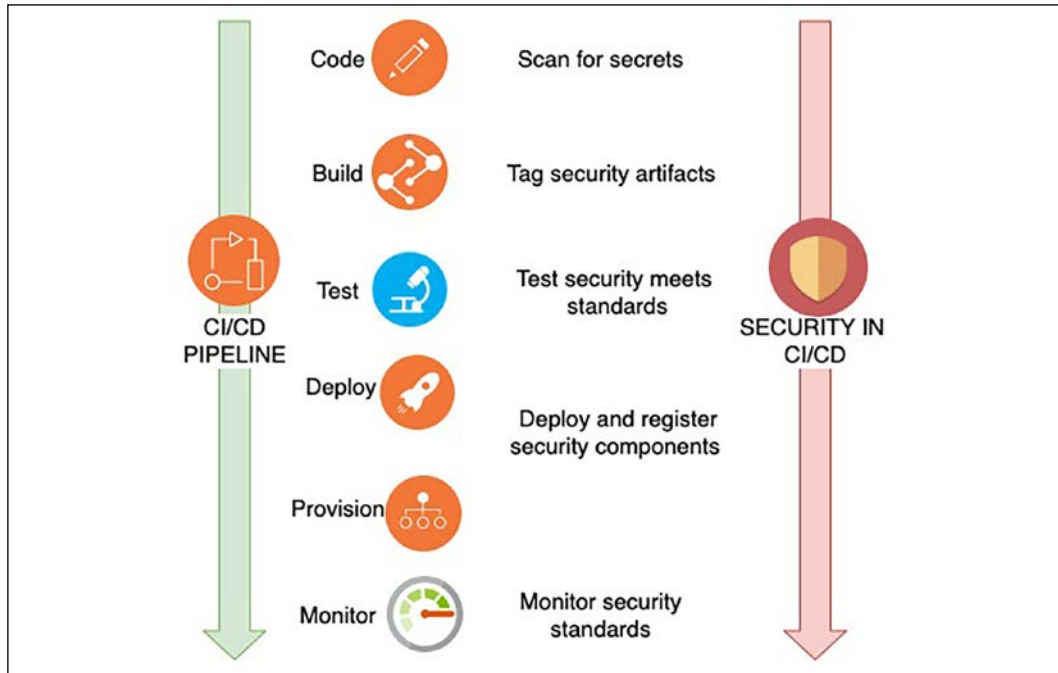 Code
Scan for secrets
Build
Tag security artifacts
Test
Test security meets
standards
CI/CD
PIPELINE
SECURITY IN
CI/CD
Deploy
Deploy and register
security components
Provision
Monitor
Monitor security
standards